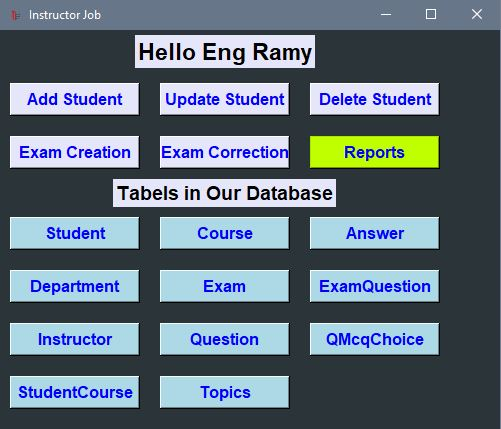 Instructor Job
Hello Eng Ramy
Add Student Update Student Delete Student
Exam Creation Exam Correction Reports
Tabels in Our Database
Student Course Answer
Department Exam ExamQuestion
Instructor Question QMcqChoice
StudentCourse Topics